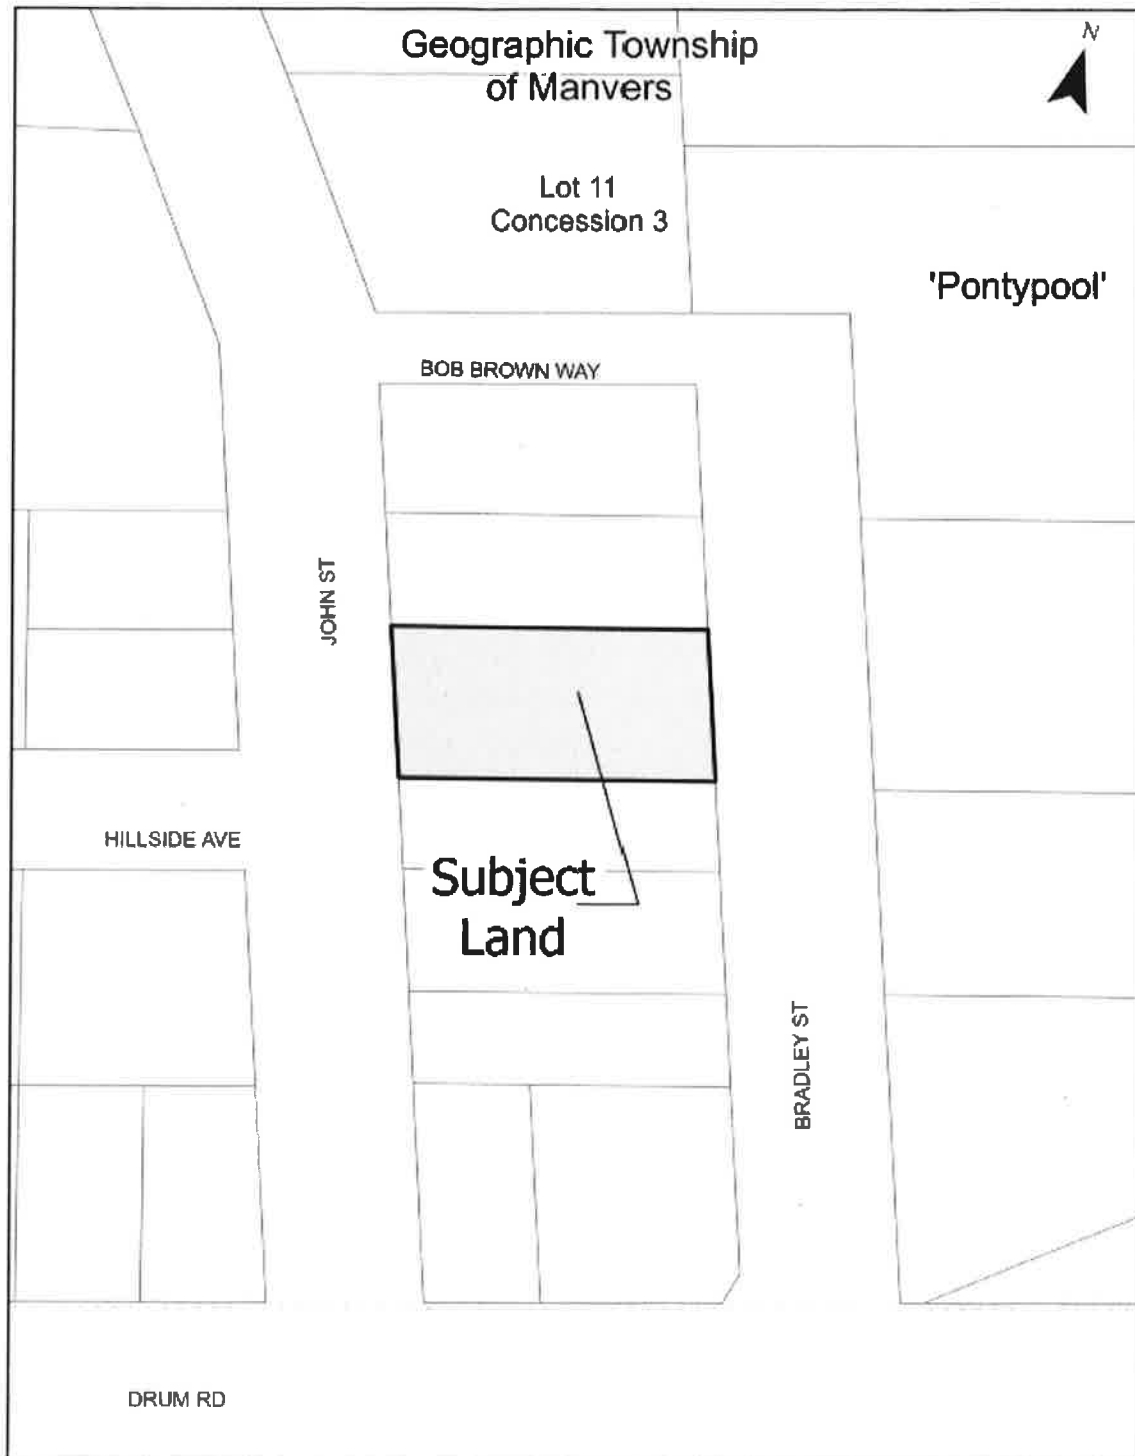 Geographic Township
of Manvers
N
Lot 11
Concession 3
'Pontypool'
BOB BROWN WAY
JOHN ST
HILLSIDE AVE
Subject
Land
BRADLEY ST
DRUM RD